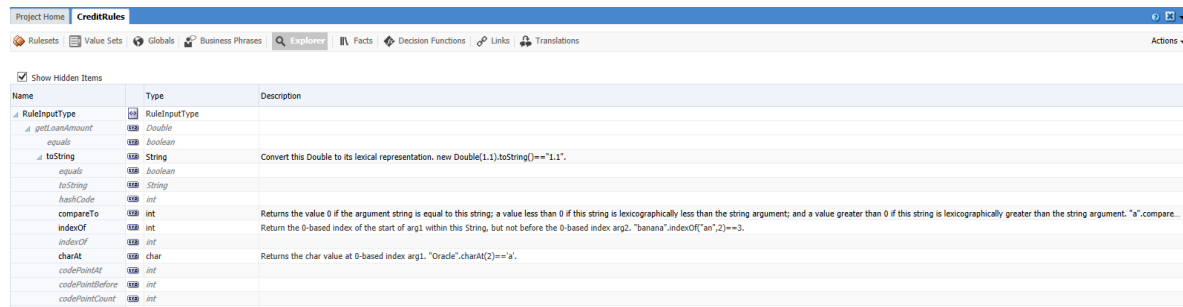 Project Home CreditRules
Rulesets Value Sets Globals Business Phrases Explorer Facts Decision Functions Links Translations Actions
Show Hidden Items
Name Type Description
RuleInputType RuleInputType
getLoanAmount Double
equals boolean
toString String Convert this Double to its lexical representation. new Double(1.1).toString()=="1.1".
equals boolean
toString String
hashCode int
compareTo int Returns the value 0 if the argument string is equal to this string; a value less than 0 if this string is lexicographically less than the string argument; and a value greater than 0 if this string is lexicographically greater than the string argument. "a".compare...
indexOf int Return the 0-based index of the start of arg1 within this String, but not before the 0-based index arg2. "banana".indexOf("an",2)==3.
indexOf int
charAt char Returns the char value at 0-based index arg1. "Oracle".charAt(2)=='a'.
codePointAt int
codePointBefore int
codePointCount int